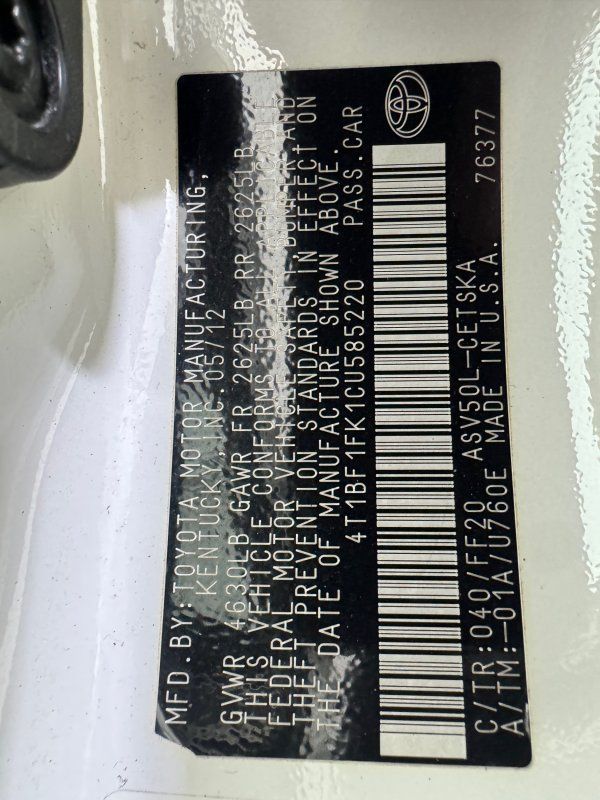 MFD.BY:TOYOTA MOTOR MANUFACTURING.,
KENTUCKY, INC. 05/12
GVWR 4630LB GAWR FR 2625LB RR 2625LB
THIS VEHICLE CONFORMS TO ALL APPLICABLE
FEDERAL MOTOR VEHICLE SAFETY, BUMPER AND
THEFT PREVENTION STANDARDS IN EFFECT ON
THE DATE OF MANUFACTURE SHOWN ABOVE.
4T1BF1FK1CU585220 PASS.CAR
C/TR:040/FF20 ASV50L-CETSKA 76377
A/TM:-01A/U760E MADE IN U.S.A.